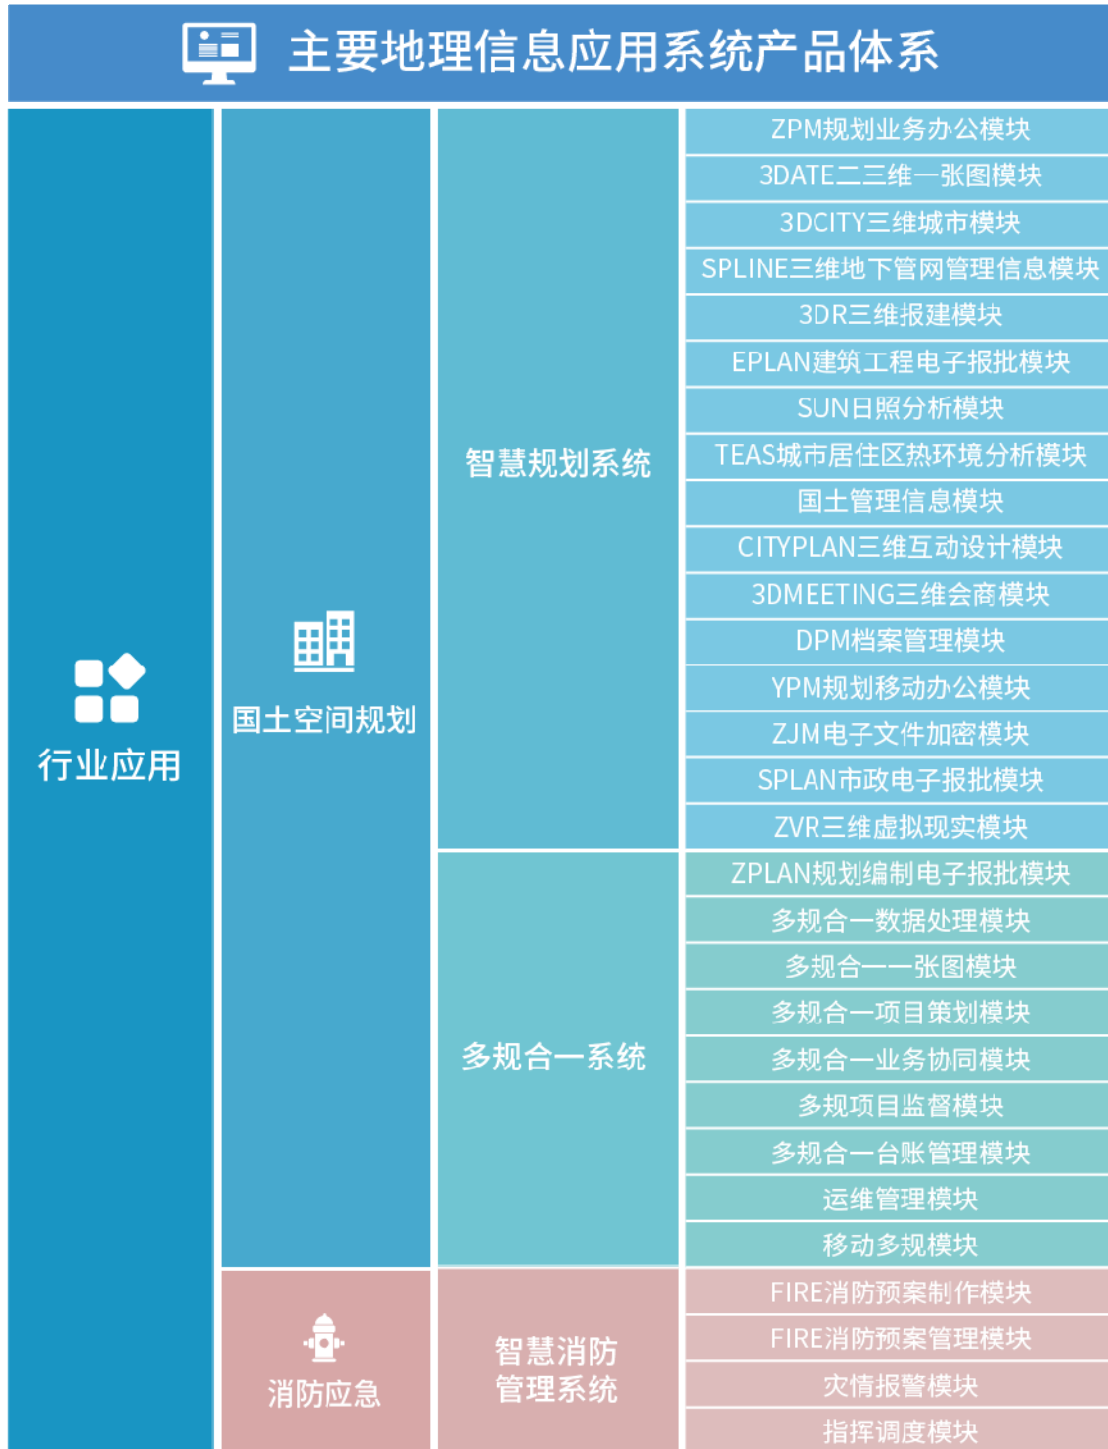 主要地理信息应用系统产品体系
行业应用
国土空间规划
智慧规划系统
ZPM规划业务办公模块
3DATE二三维一张图模块
3DCITY三维城市模块
SPLINE三维地下管网管理信息模块
3DR三维报建模块
EPLAN建筑工程电子报批模块
SUN日照分析模块
TEAS城市居住区热环境分析模块
国土管理信息模块
CITYPLAN三维互动设计模块
3DMEETING三维会商模块
DPM档案管理模块
YPM规划移动办公模块
ZJM电子文件加密模块
SPLAN市政电子报批模块
ZVR三维虚拟现实模块
多规合一系统
ZPLAN规划编制电子报批模块
多规合一数据处理模块
多规合一一张图模块
多规合一项目策划模块
多规合一业务协同模块
多规项目监督模块
多规合一台账管理模块
运维管理模块
移动多规模块
消防应急
智慧消防
管理系统
FIRE消防预案制作模块
FIRE消防预案管理模块
灾情报警模块
指挥调度模块